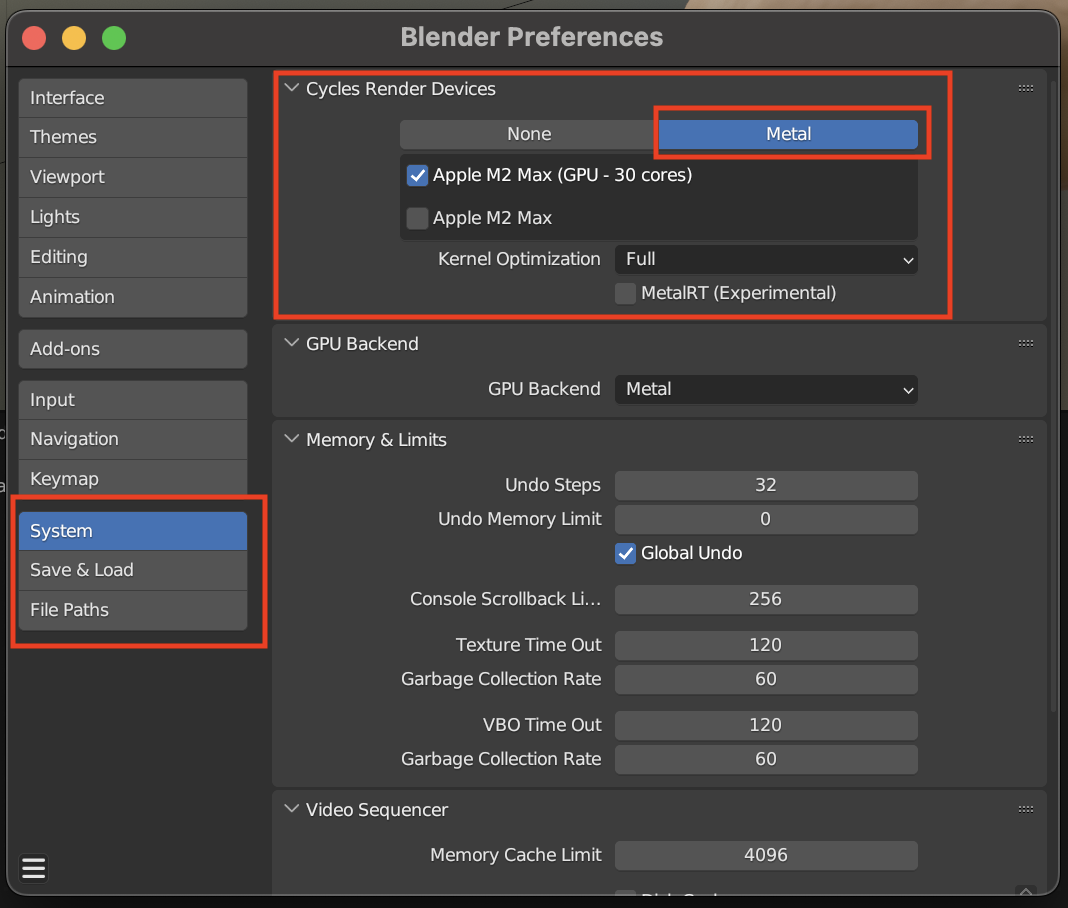 Blender Preferences
Interface
Themes
Viewport
Lights
Editing
Animation
Add-ons
Input
Navigation
Keymap
System
Save & Load
File Paths
Cycles Render Devices
None Metal
Apple M2 Max (GPU - 30 cores)
Apple M2 Max
Kernel Optimization Full
MetalRT (Experimental)
GPU Backend
GPU Backend Metal
Memory & Limits
Undo Steps 32
Undo Memory Limit 0
Global Undo
Console Scrollback Li... 256
Texture Time Out 120
Garbage Collection Rate 60
VBO Time Out 120
Garbage Collection Rate 60
Video Sequencer
Memory Cache Limit 4096